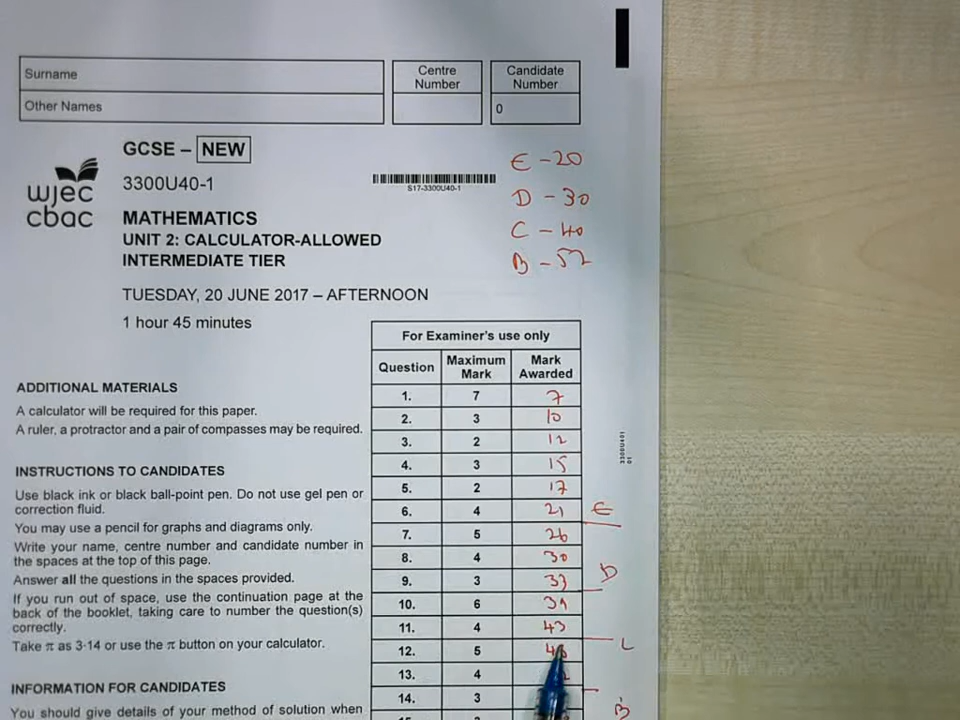 Surname
Centre Number
Candidate Number
Other Names
0
GCSE – NEW
wjec
cbac
3300U40-1
S17-3300U40-1
E - 20
D - 30
C - 40
B - 52
MATHEMATICS
UNIT 2: CALCULATOR-ALLOWED
INTERMEDIATE TIER
TUESDAY, 20 JUNE 2017 – AFTERNOON
1 hour 45 minutes
For Examiner's use only
Question Maximum Mark Mark Awarded
1. 7 7
2. 3 10
3. 2 12
4. 3 15
5. 2 17
6. 4 21 E
7. 5 26
8. 4 30
9. 3 33 D
10. 6 39
11. 4 43
12. 5 C
13. 4
14. 3 B
3300U401
01
ADDITIONAL MATERIALS
A calculator will be required for this paper.
A ruler, a protractor and a pair of compasses may be required.
INSTRUCTIONS TO CANDIDATES
Use black ink or black ball-point pen. Do not use gel pen or
correction fluid.
You may use a pencil for graphs and diagrams only.
Write your name, centre number and candidate number in
the spaces at the top of this page.
Answer all the questions in the spaces provided.
If you run out of space, use the continuation page at the
back of the booklet, taking care to number the question(s)
correctly.
Take π as 3·14 or use the π button on your calculator.
INFORMATION FOR CANDIDATES
You should give details of your method of solution when